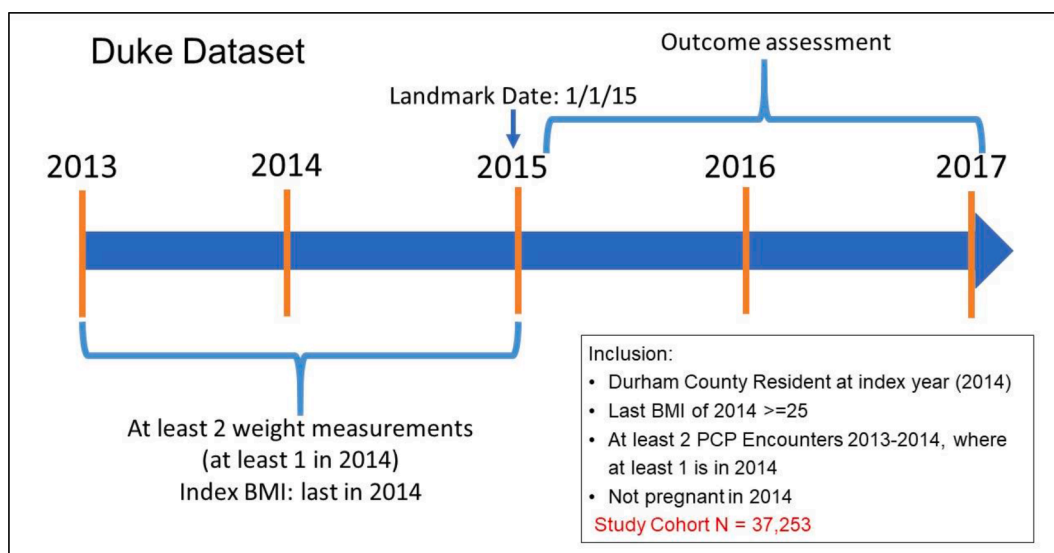 Duke Dataset
Outcome assessment
Landmark Date: 1/1/15
2013
2014
2015
2016
2017
At least 2 weight measurements
(at least 1 in 2014)
Index BMI: last in 2014
Inclusion:
• Durham County Resident at index year (2014)
• Last BMI of 2014 >=25
• At least 2 PCP Encounters 2013-2014, where
at least 1 is in 2014
• Not pregnant in 2014
Study Cohort N = 37,253